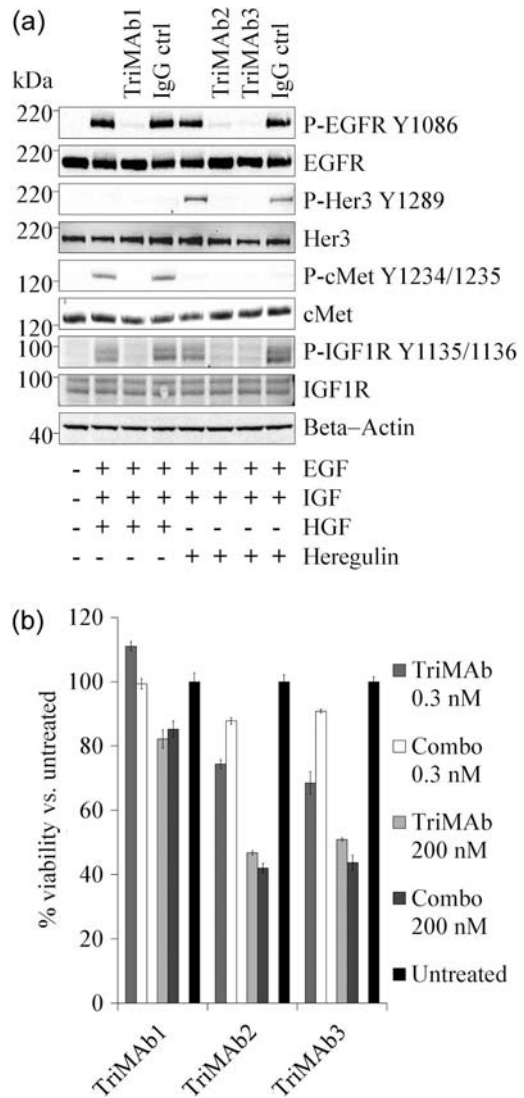 (a)
TriMAb1
IgG ctrl
TriMAb2
TriMAb3
IgG ctrl
kDa
220
P-EGFR Y1086
220
EGFR
220
P-Her3 Y1289
220
Her3
120
P-cMet Y1234/1235
120
cMet
100
P-IGF1R Y1135/1136
100
IGF1R
40
Beta–Actin
- + + + + + + + EGF
- + + + + + + + IGF
- + + + - - - - HGF
- - - - + + + + Heregulin
(b)
% viability vs. untreated
120
100
80
60
40
20
0
TriMAb1
TriMAb2
TriMAb3
TriMAb
0.3 nM
Combo
0.3 nM
TriMAb
200 nM
Combo
200 nM
Untreated